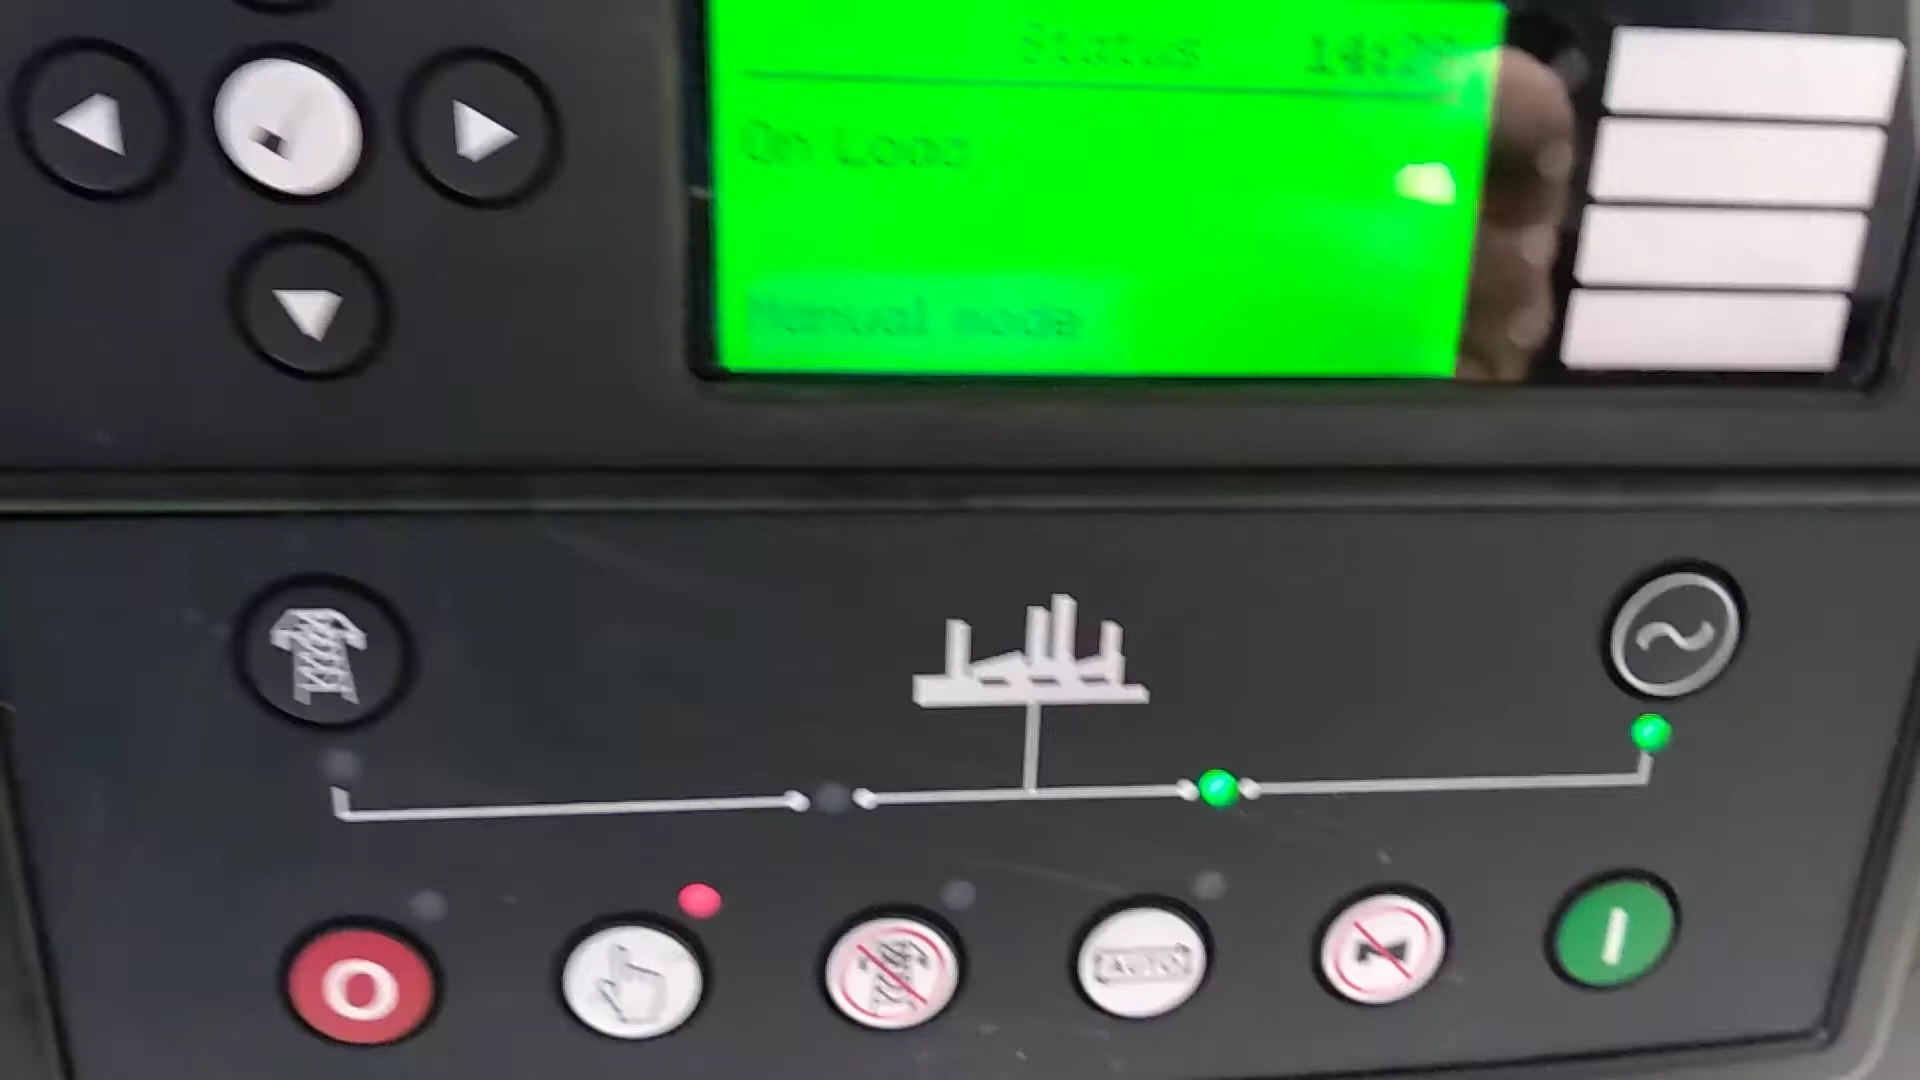 Status
On Load
Manual mode
O
AUTO
I